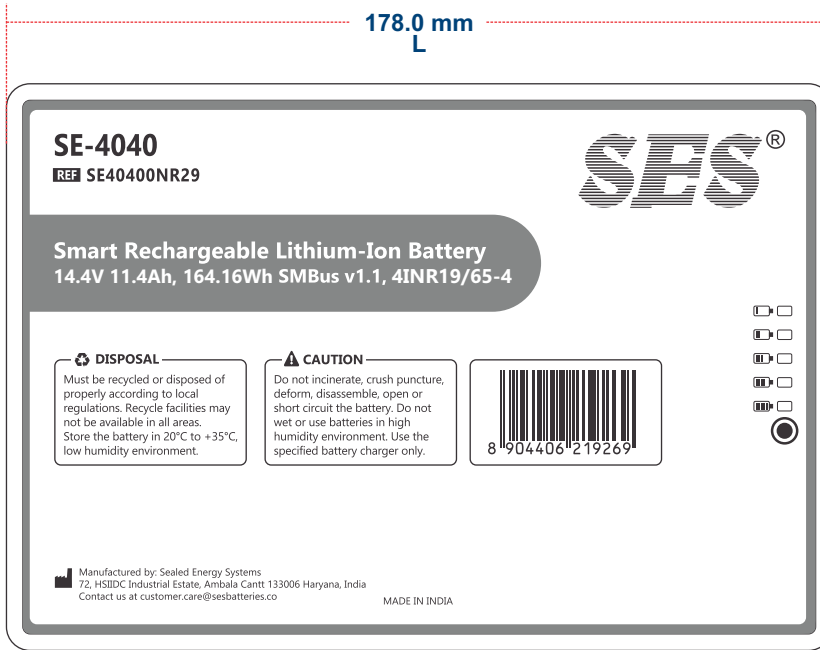 178.0 mm
L
SE-4040
REF SE40400NR29
SES®
Smart Rechargeable Lithium-Ion Battery
14.4V 11.4Ah, 164.16Wh SMBus v1.1, 4INR19/65-4
DISPOSAL
Must be recycled or disposed of
properly according to local
regulations. Recycle facilities may
not be available in all areas.
Store the battery in 20°C to +35°C,
low humidity environment.
CAUTION
Do not incinerate, crush puncture,
deform, disassemble, open or
short circuit the battery. Do not
wet or use batteries in high
humidity environment. Use the
specified battery charger only.
8 904406 219269
Manufactured by: Sealed Energy Systems
72, HSIIDC Industrial Estate, Ambala Cantt 133006 Haryana, India
Contact us at customer.care@sesbatteries.co
MADE IN INDIA